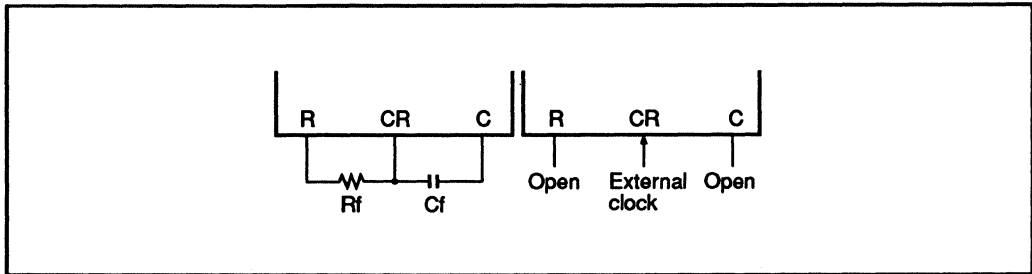 R CR C R CR C
Rf Cf Open External Open
clock